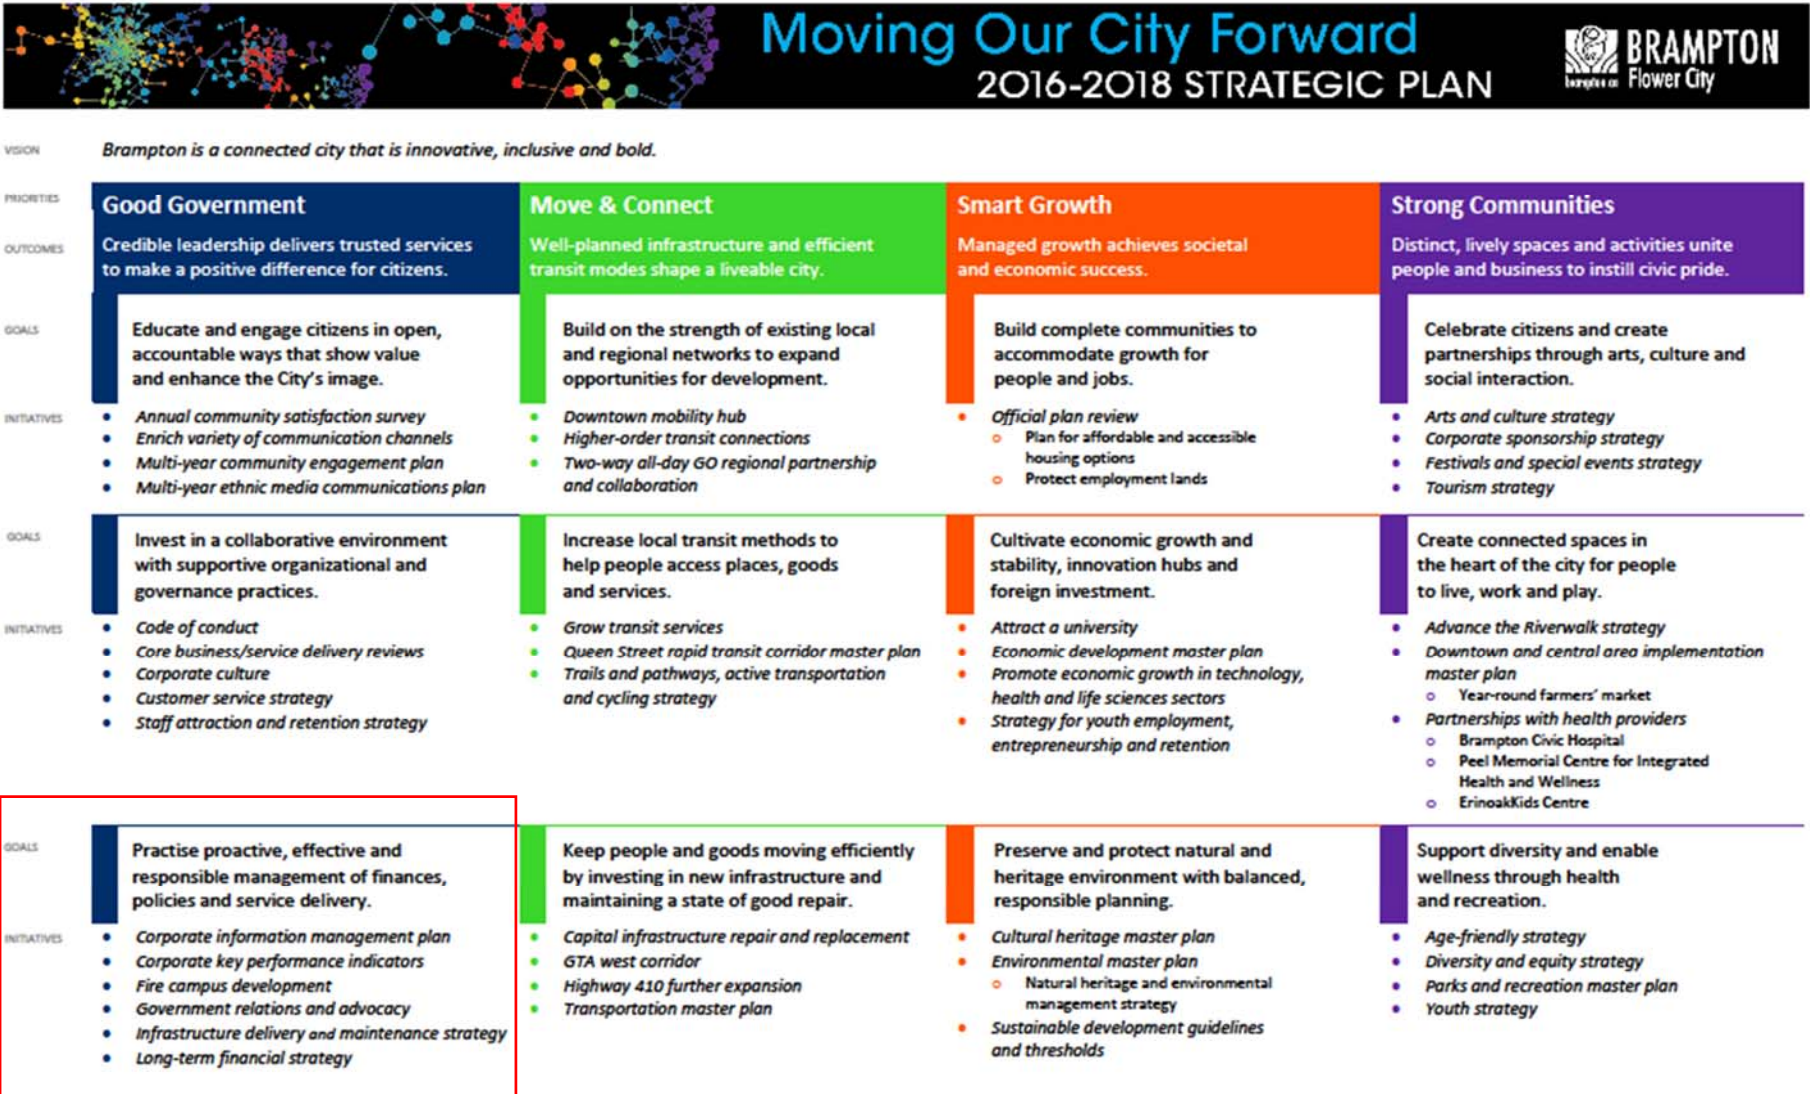 Moving Our City Forward
2016-2018 STRATEGIC PLAN
BRAMPTON
Flower City
brampton.ca
VISION
Brampton is a connected city that is innovative, inclusive and bold.
PRIORITIES
Good Government
Move & Connect
Smart Growth
Strong Communities
OUTCOMES
Credible leadership delivers trusted services
to make a positive difference for citizens.
Well-planned infrastructure and efficient
transit modes shape a liveable city.
Managed growth achieves societal
and economic success.
Distinct, lively spaces and activities unite
people and business to instill civic pride.
GOALS
Educate and engage citizens in open,
accountable ways that show value
and enhance the City's image.
Build on the strength of existing local
and regional networks to expand
opportunities for development.
Build complete communities to
accommodate growth for
people and jobs.
Celebrate citizens and create
partnerships through arts, culture and
social interaction.
INITIATIVES
• Annual community satisfaction survey
• Enrich variety of communication channels
• Multi-year community engagement plan
• Multi-year ethnic media communications plan
• Downtown mobility hub
• Higher-order transit connections
• Two-way all-day GO regional partnership
and collaboration
• Official plan review
o Plan for affordable and accessible
housing options
o Protect employment lands
• Arts and culture strategy
• Corporate sponsorship strategy
• Festivals and special events strategy
• Tourism strategy
GOALS
Invest in a collaborative environment
with supportive organizational and
governance practices.
Increase local transit methods to
help people access places, goods
and services.
Cultivate economic growth and
stability, innovation hubs and
foreign investment.
Create connected spaces in
the heart of the city for people
to live, work and play.
INITIATIVES
• Code of conduct
• Core business/service delivery reviews
• Corporate culture
• Customer service strategy
• Staff attraction and retention strategy
• Grow transit services
• Queen Street rapid transit corridor master plan
• Trails and pathways, active transportation
and cycling strategy
• Attract a university
• Economic development master plan
• Promote economic growth in technology,
health and life sciences sectors
• Strategy for youth employment,
entrepreneurship and retention
• Advance the Riverwalk strategy
• Downtown and central area implementation
master plan
o Year-round farmers' market
• Partnerships with health providers
o Brampton Civic Hospital
o Peel Memorial Centre for Integrated
Health and Wellness
o ErinoakKids Centre
GOALS
Practise proactive, effective and
responsible management of finances,
policies and service delivery.
Keep people and goods moving efficiently
by investing in new infrastructure and
maintaining a state of good repair.
Preserve and protect natural and
heritage environment with balanced,
responsible planning.
Support diversity and enable
wellness through health
and recreation.
INITIATIVES
• Corporate information management plan
• Corporate key performance indicators
• Fire campus development
• Government relations and advocacy
• Infrastructure delivery and maintenance strategy
• Long-term financial strategy
• Capital infrastructure repair and replacement
• GTA west corridor
• Highway 410 further expansion
• Transportation master plan
• Cultural heritage master plan
• Environmental master plan
o Natural heritage and environmental
management strategy
• Sustainable development guidelines
and thresholds
• Age-friendly strategy
• Diversity and equity strategy
• Parks and recreation master plan
• Youth strategy